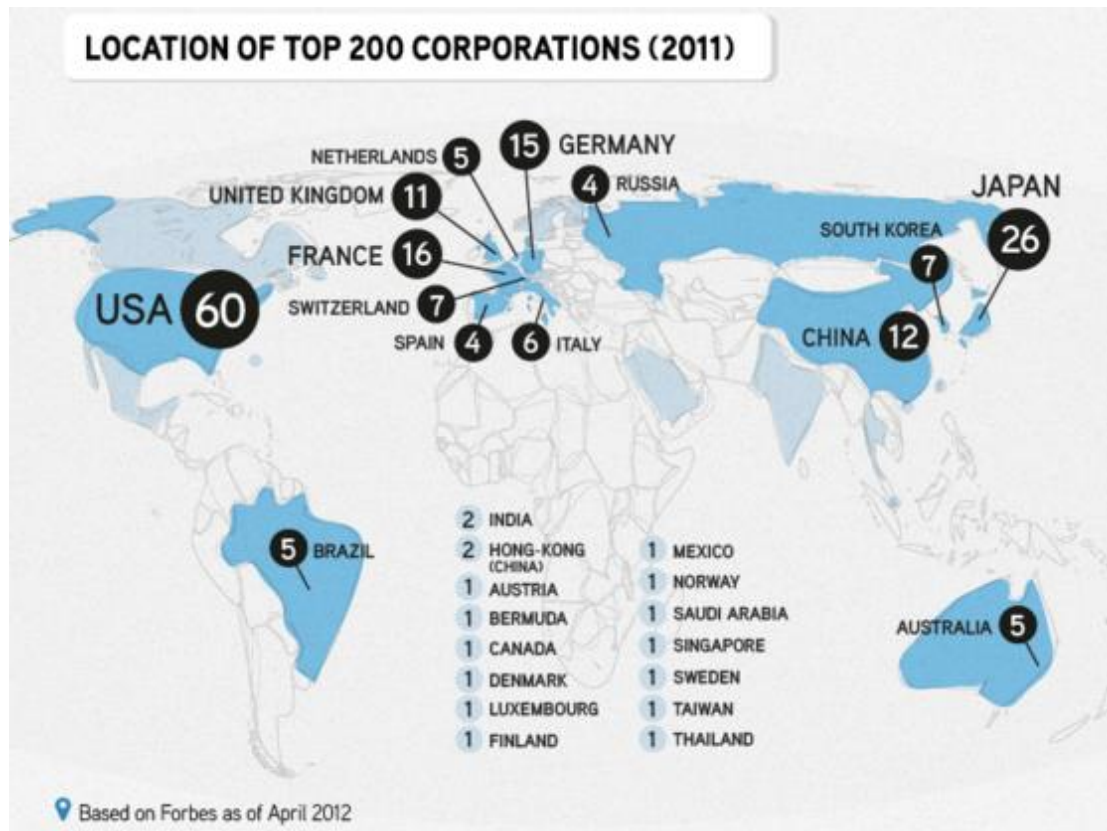 LOCATION OF TOP 200 CORPORATIONS (2011)
NETHERLANDS 5
15 GERMANY
UNITED KINGDOM 11
4 RUSSIA
JAPAN
26
SOUTH KOREA
7
FRANCE 16
USA 60
SWITZERLAND 7
CHINA 12
SPAIN 4
6 ITALY
5 BRAZIL
AUSTRALIA 5
2 INDIA
2 HONG-KONG
(CHINA)
1 AUSTRIA
1 BERMUDA
1 CANADA
1 DENMARK
1 LUXEMBOURG
1 FINLAND
1 MEXICO
1 NORWAY
1 SAUDI ARABIA
1 SINGAPORE
1 SWEDEN
1 TAIWAN
1 THAILAND
Based on Forbes as of April 2012